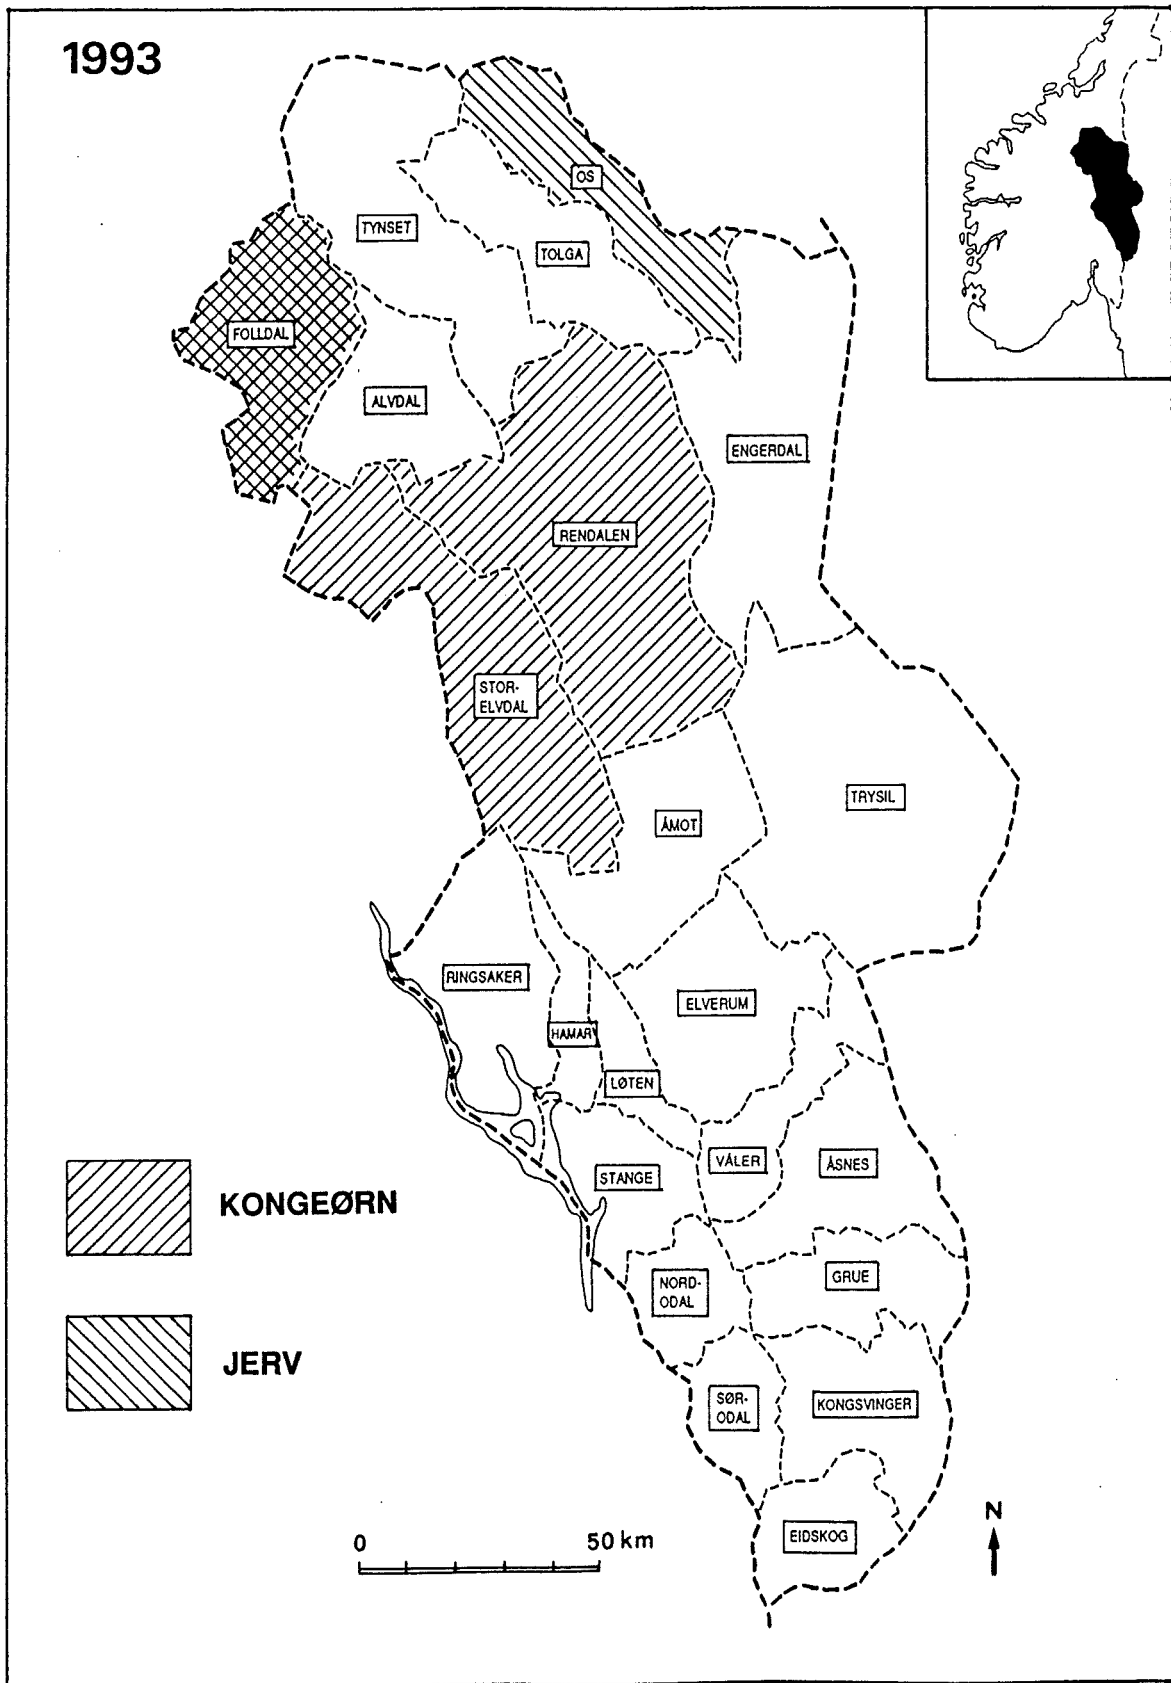 1993
OS
TYNSET
TOLGA
FOLLDAL
ALVDAL
ENGERDAL
RENDALEN
STOR-
ELVDAL
TRYSIL
ÅMOT
RINGSAKER
ELVERUM
HAMAR
LØTEN
VÅLER
ÅSNES
STANGE
KONGEØRN
GRUE
NORD-
ODAL
JERV
SØR-
ODAL
KONGSVINGER
EIDSKOG
N
0 50 km